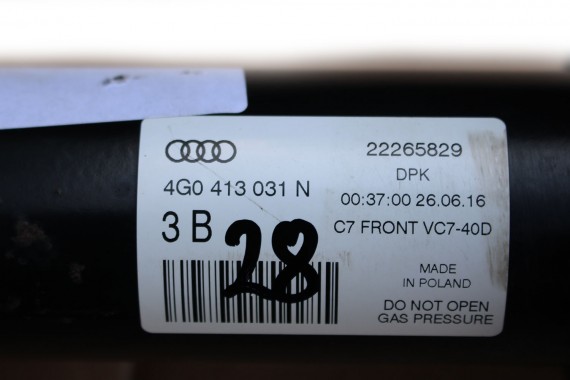 22265829
4G0 413 031 N
DPK
00:37:00 26.06.16
3 B
28
C7 FRONT VC7-40D
MADE
IN POLAND
DO NOT OPEN
GAS PRESSURE